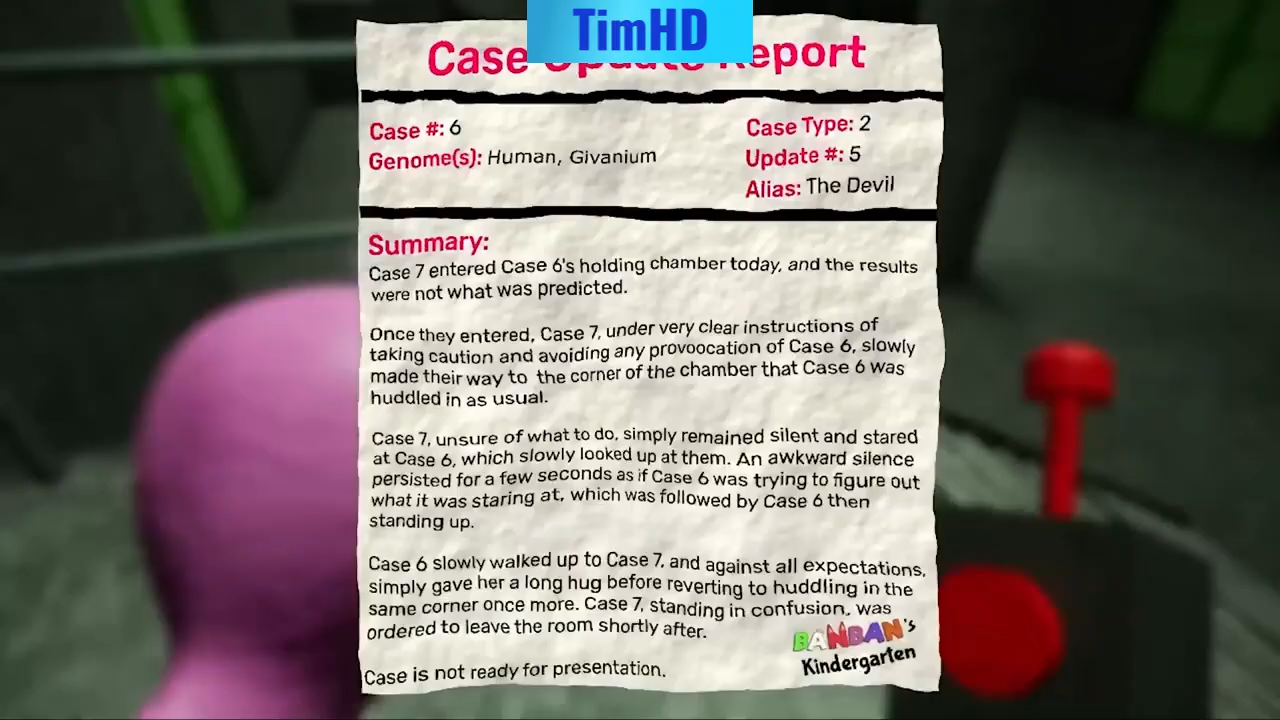 TimHD
Case Update Report
Case #: 6
Genome(s): Human, Givanium
Case Type: 2
Update #: 5
Alias: The Devil
Summary:
Case 7 entered Case 6's holding chamber today, and the results
were not what was predicted.
Once they entered, Case 7, under very clear instructions of
taking caution and avoiding any provoocation of Case 6, slowly
made their way to the corner of the chamber that Case 6 was
huddled in as usual.
Case 7, unsure of what to do, simply remained silent and stared
at Case 6, which slowly looked up at them. An awkward silence
persisted for a few seconds as if Case 6 was trying to figure out
what it was staring at, which was followed by Case 6 then
standing up.
Case 6 slowly walked up to Case 7, and against all expectations,
simply gave her a long hug before reverting to huddling in the
same corner once more. Case 7, standing in confusion, was
ordered to leave the room shortly after.
Case is not ready for presentation.
BANBAN's
Kindergarten